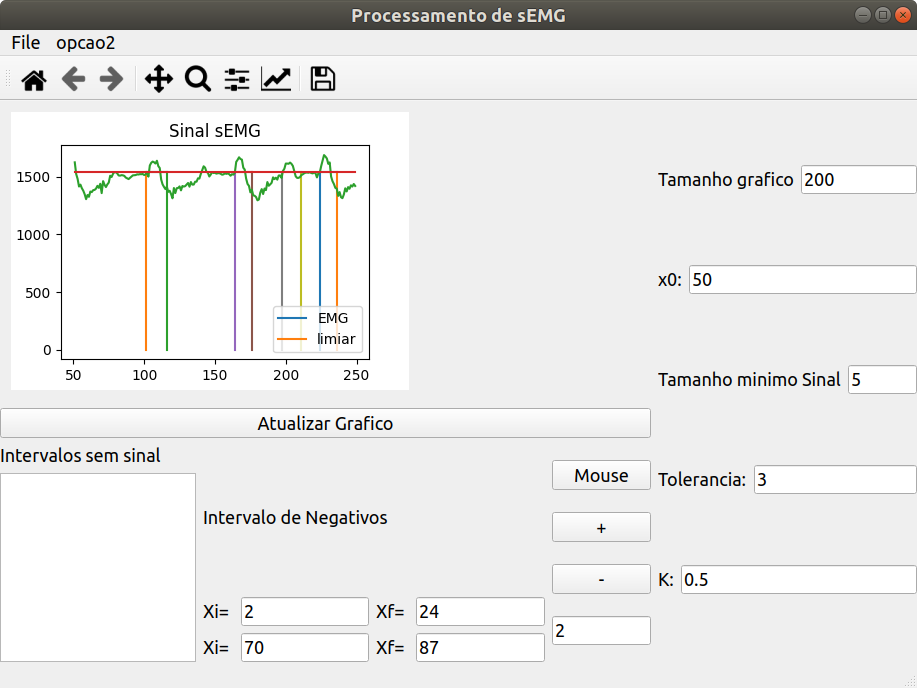 Processamento de sEMG
File opcao2
Sinal sEMG
1500
1000
500
0
50 100 150 200 250
EMG
limiar
Tamanho grafico 200
x0: 50
Tamanho minimo Sinal 5
Atualizar Grafico
Intervalos sem sinal
Mouse
Tolerancia: 3
Intervalo de Negativos
+
-
K: 0.5
Xi= 2 Xf= 24
2
Xi= 70 Xf= 87